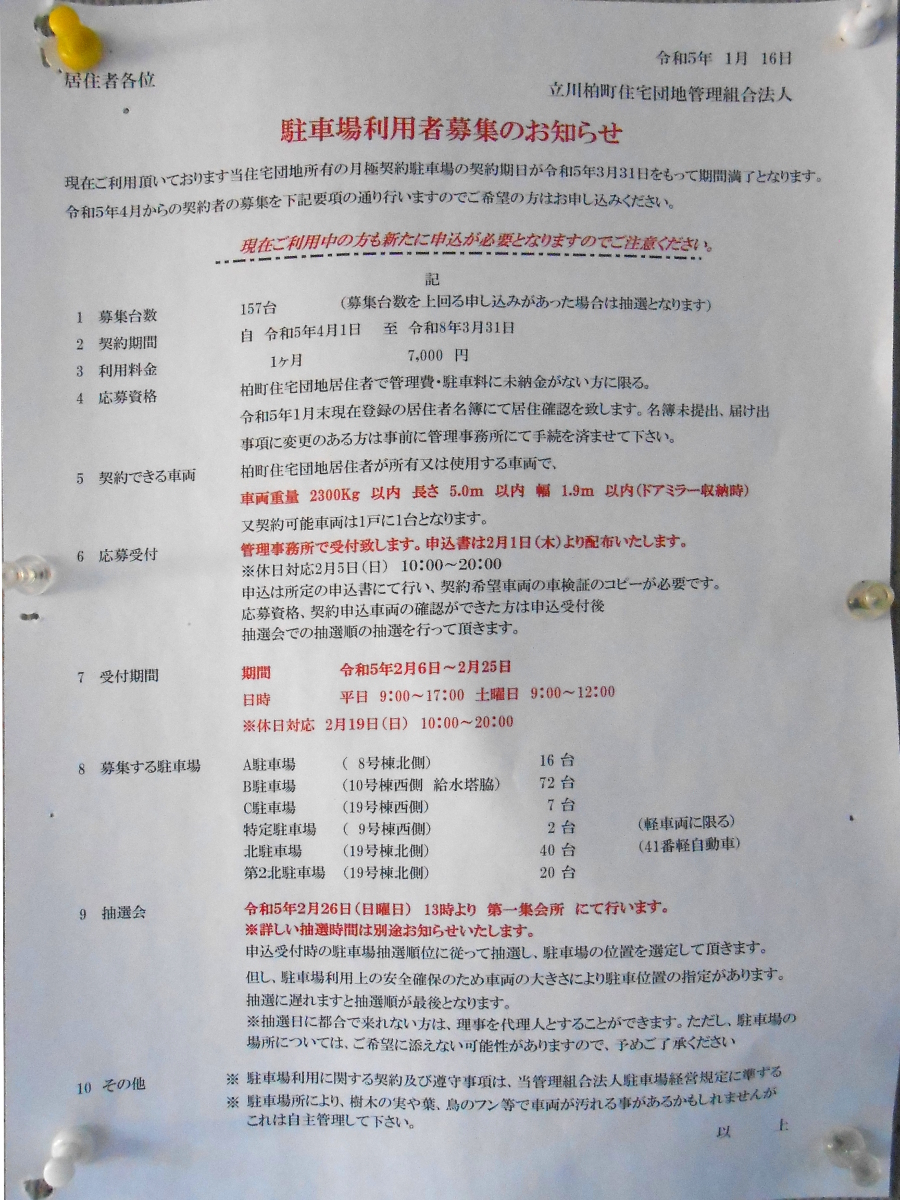 令和5年 1月 16日
居住者各位
立川柏町住宅団地管理組合法人
駐車場利用者募集のお知らせ
現在ご利用頂いております当住宅団地所有の月極契約駐車場の契約期日が令和5年3月31日をもって期間満了となります。
令和5年4月からの契約者の募集を下記要項の通り行いますのでご希望の方はお申し込みください。
現在ご利用中の方も新たに申込が必要となりますのでご注意ください。
記
1 募集台数 157台 (募集台数を上回る申し込みがあった場合は抽選となります)
2 契約期間 自 令和5年4月1日 至 令和8年3月31日
3 利用料金 1ヶ月 7,000 円
4 応募資格 柏町住宅団地居住者で管理費・駐車料に未納金がない方に限る。
令和5年1月末現在登録の居住者名簿にて居住確認を致します。名簿未提出、届け出
事項に変更のある方は事前に管理事務所にて手続を済ませて下さい。
5 契約できる車両 柏町住宅団地居住者が所有又は使用する車両で、
車両重量 2300Kg 以内 長さ 5.0m 以内 幅 1.9m 以内(ドアミラー収納時)
又契約可能車両は1戸に1台となります。
6 応募受付 管理事務所で受付致します。申込書は2月1日(木)より配布いたします。
※休日対応2月5日(日) 10:00~20:00
申込は所定の申込書にて行い、契約希望車両の車検証のコピーが必要です。
応募資格、契約申込車両の確認ができた方は申込受付後
抽選会での抽選順の抽選を行って頂きます。
7 受付期間 期間 令和5年2月6日~2月25日
日時 平日 9:00~17:00 土曜日 9:00~12:00
※休日対応 2月19日(日) 10:00~20:00
8 募集する駐車場 A駐車場 ( 8号棟北側) 16 台
B駐車場 (10号棟西側 給水塔脇) 72 台
C駐車場 (19号棟西側) 7 台
特定駐車場 ( 9号棟西側) 2 台 (軽車両に限る)
北駐車場 (19号棟北側) 40 台 (41番軽自動車)
第2北駐車場 (19号棟北側) 20 台
9 抽選会 令和5年2月26日(日曜日) 13時より 第一集会所 にて行います。
※詳しい抽選時間は別途お知らせいたします。
申込受付時の駐車場抽選順位に従って抽選し、駐車場の位置を選定して頂きます。
但し、駐車場利用上の安全確保のため車両の大きさにより駐車位置の指定があります。
抽選に遅れますと抽選順が最後となります。
※抽選日に都合で来れない方は、理事を代理人とすることができます。ただし、駐車場の
場所については、ご希望に添えない可能性がありますので、予めご了承ください
10 その他 ※ 駐車場利用に関する契約及び遵守事項は、当管理組合法人駐車場経営規定に準ずる
※ 駐車場所により、樹木の実や葉、鳥のフン等で車両が汚れる事があるかもしれませんが
これは自主管理して下さい。
以 上